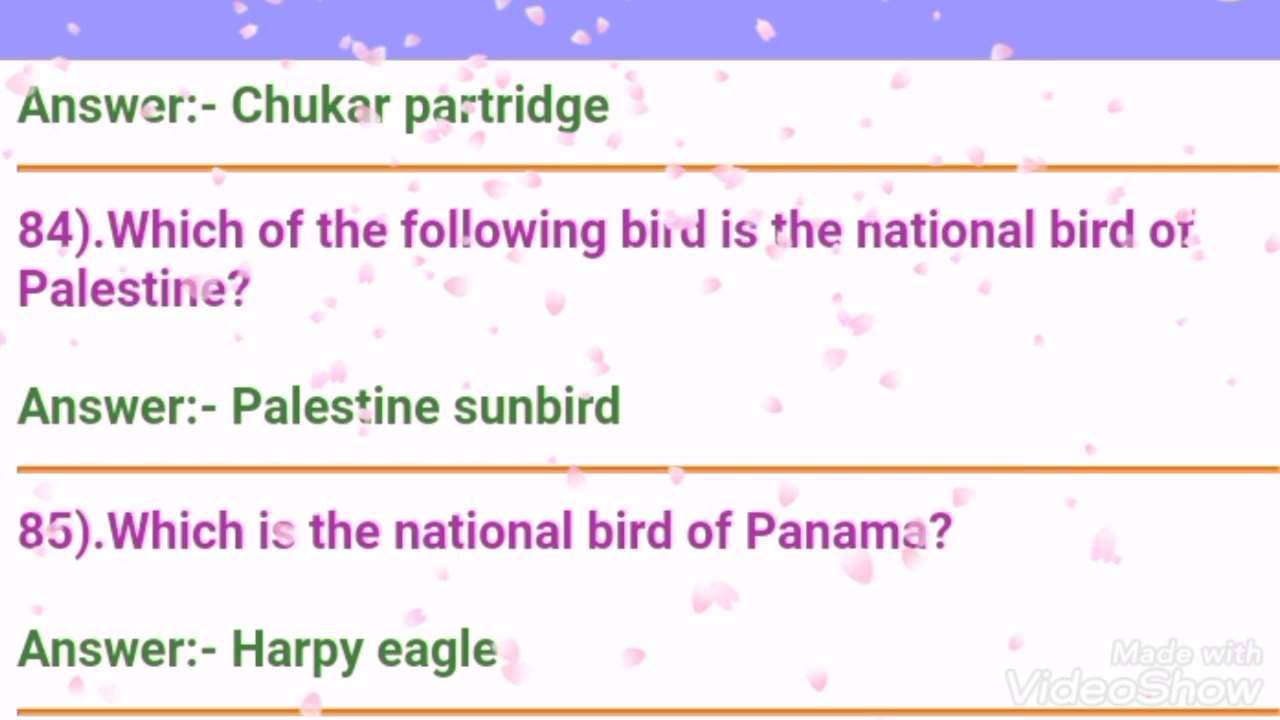 Answer:- Chukar partridge
84).Which of the following bird is the national bird of
Palestine?
Answer:- Palestine sunbird
85).Which is the national bird of Panama?
Answer:- Harpy eagle
Made with
VideoShow